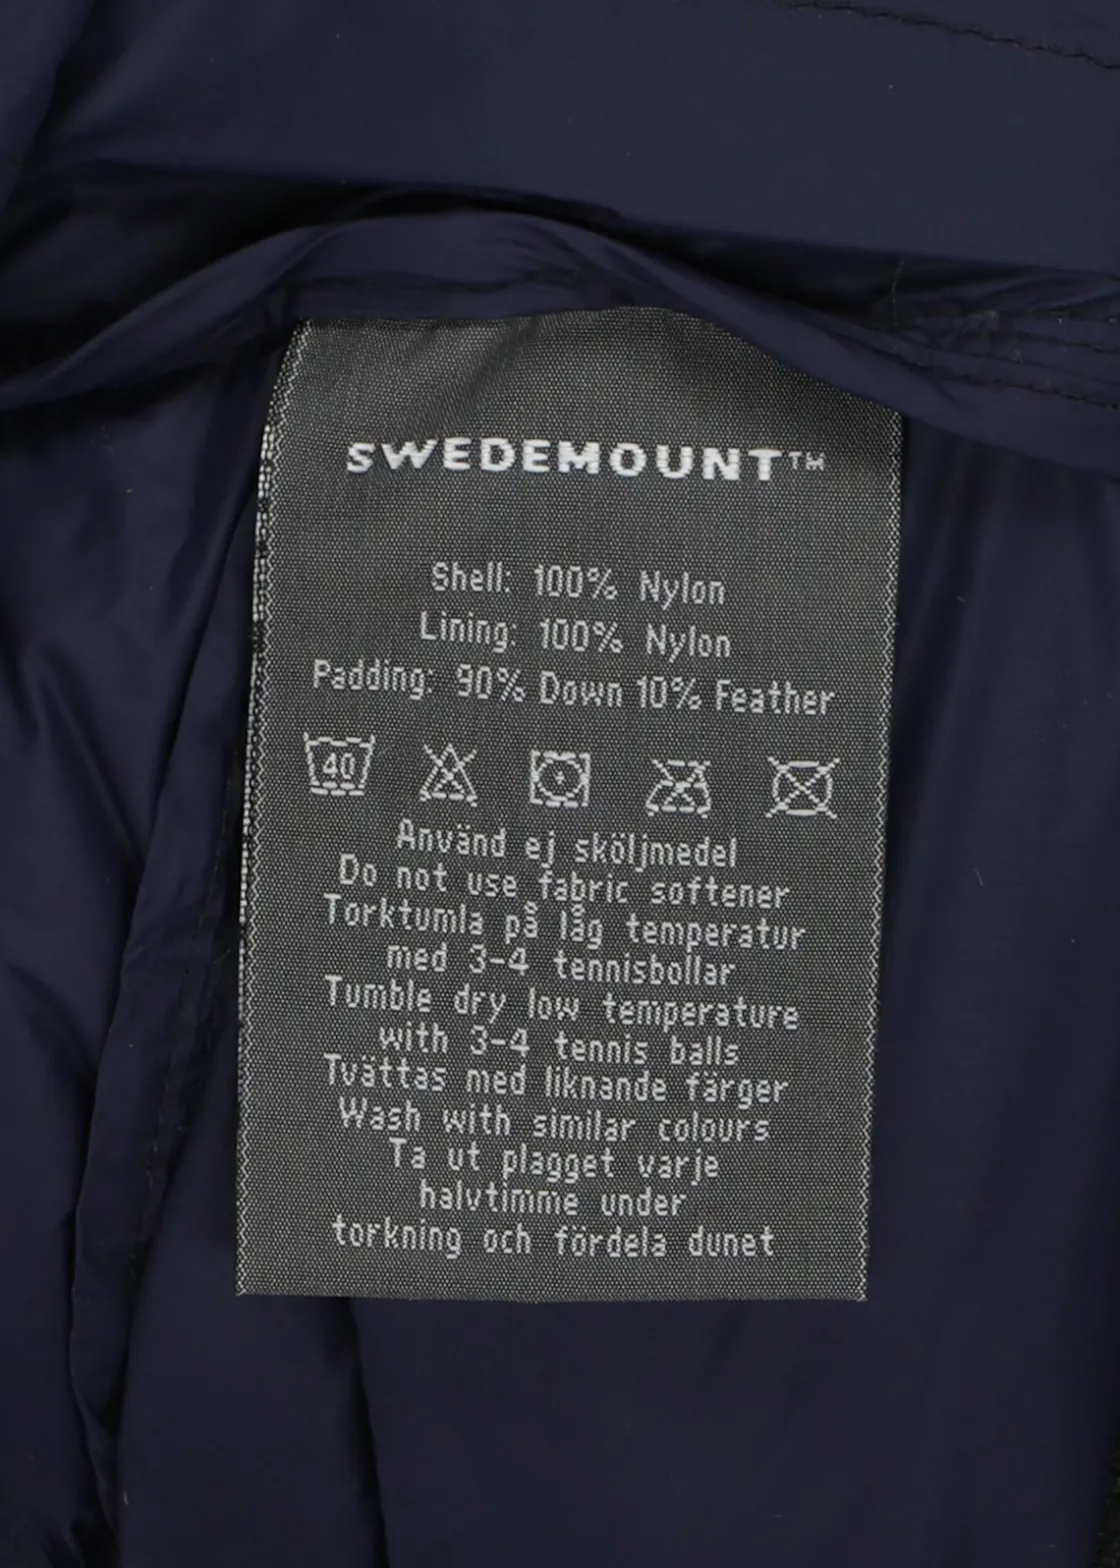 SWEDEMOUNT™
Shell: 100% Nylon
Lining: 100% Nylon
Padding: 90% Down 10% Feather
40
Använd ej sköljmedel
Do not use fabric softener
Torktumla på låg temperatur
med 3-4 tennisbollar
Tumble dry low temperature
with 3-4 tennis balls
Tvättas med liknande färger
Wash with similar colours
Ta ut plagget varje
halvtimme under
torkning och fördela dunet